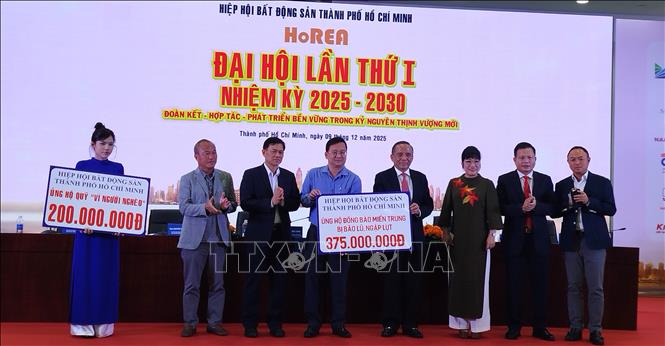 HIỆP HỘI BẤT ĐỘNG SẢN THÀNH PHỐ HỒ CHÍ MINH
HoREA
ĐẠI HỘI LẦN THỨ I
NHIỆM KỲ 2025 - 2030
ĐOÀN KẾT - HỢP TÁC - PHÁT TRIỂN BỀN VỮNG TRONG KỶ NGUYÊN THỊNH VƯỢNG MỚI
Thành phố Hồ Chí Minh, ngày 09 tháng 12 năm 2025
HIỆP HỘI BẤT ĐỘNG SẢN
THÀNH PHỐ HỒ CHÍ MINH
ỦNG HỘ QUỸ "VÌ NGƯỜI NGHÈO"
200.000.000Đ
HIỆP HỘI BẤT ĐỘNG SẢN
THÀNH PHỐ HỒ CHÍ MINH
ỦNG HỘ ĐỒNG BÀO MIỀN TRUNG
BỊ BÃO LŨ, NGẬP LỤT
375.000.000Đ
TTXVN-VNA